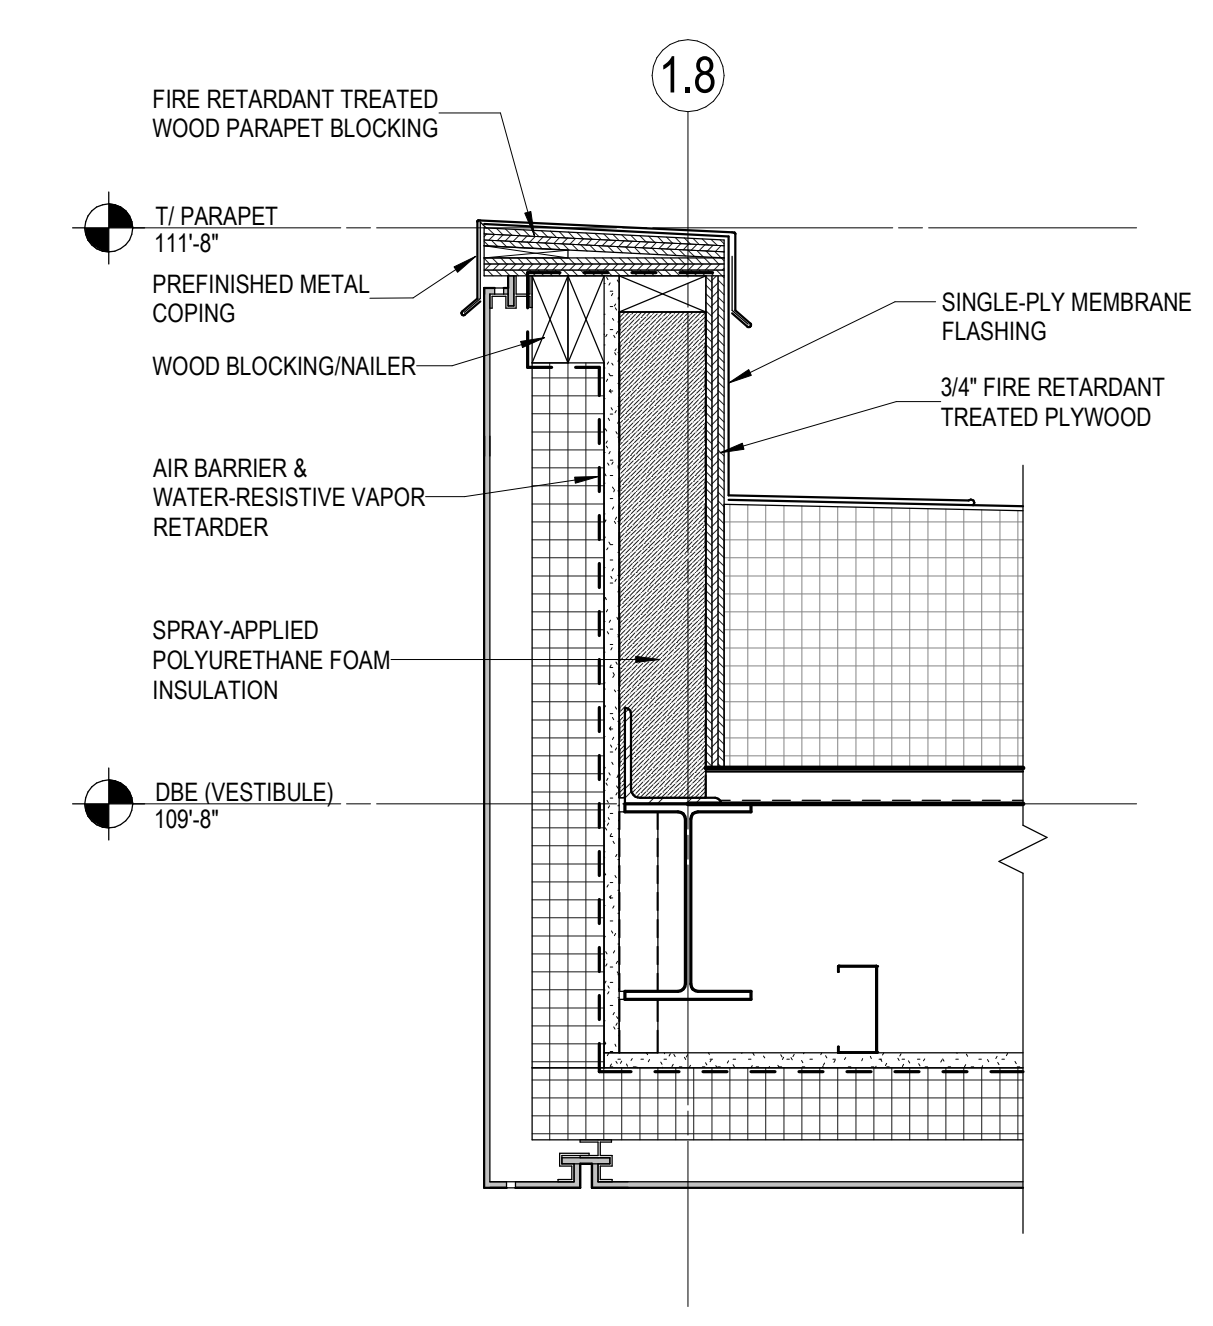 1.8
FIRE RETARDANT TREATED
WOOD PARAPET BLOCKING
T/ PARAPET
111'-8"
PREFINISHED METAL
COPING
WOOD BLOCKING/NAILER
AIR BARRIER &
WATER-RESISTIVE VAPOR
RETARDER
SPRAY-APPLIED
POLYURETHANE FOAM
INSULATION
DBE (VESTIBULE)
109'-8"
SINGLE-PLY MEMBRANE
FLASHING
3/4" FIRE RETARDANT
TREATED PLYWOOD